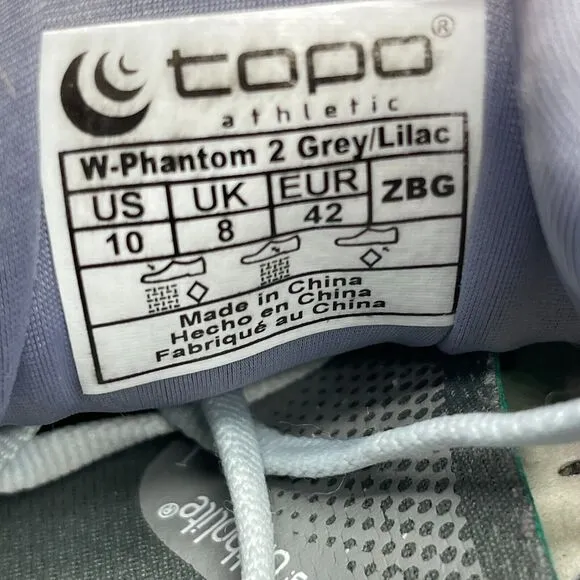 topo®
athletic
W-Phantom 2 Grey/Lilac
US UK EUR ZBG
10 8 42
Made in China
Hecho en China
Fabriqué au China